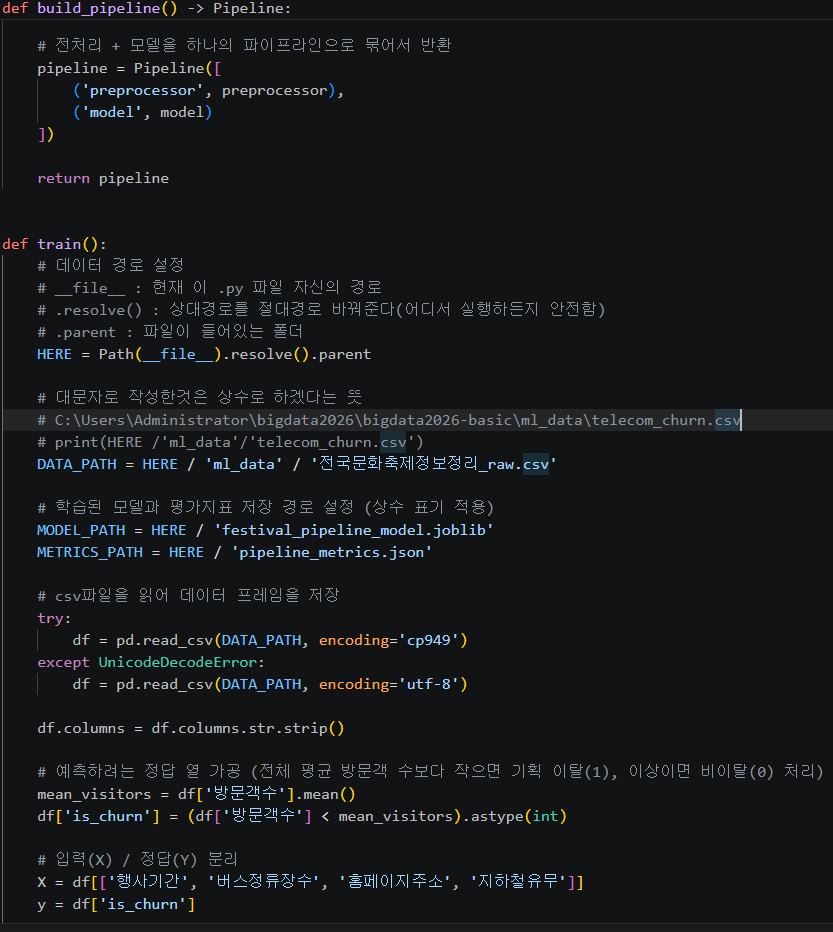 def build_pipeline() -> Pipeline:
# 전처리 + 모델을 하나의 파이프라인으로 묶어서 반환
pipeline = Pipeline([
('preprocessor', preprocessor),
('model', model)
])
return pipeline
def train():
# 데이터 경로 설정
# __file__ : 현재 이 .py 파일 자신의 경로
# .resolve() : 상대경로를 절대경로 바꿔준다(어디서 실행하든지 안전함)
# .parent : 파일이 들어있는 폴더
HERE = Path(__file__).resolve().parent
# 대문자로 작성한것은 상수로 하겠다는 뜻
# C:\Users\Administrator\bigdata2026\bigdata2026-basic\ml_data\telecom_churn.csv
# print(HERE /'ml_data'/'telecom_churn.csv')
DATA_PATH = HERE / 'ml_data' / '전국문화축제정보정리_raw.csv'
# 학습된 모델과 평가지표 저장 경로 설정 (상수 표기 적용)
MODEL_PATH = HERE / 'festival_pipeline_model.joblib'
METRICS_PATH = HERE / 'pipeline_metrics.json'
# csv파일을 읽어 데이터 프레임을 저장
try:
df = pd.read_csv(DATA_PATH, encoding='cp949')
except UnicodeDecodeError:
df = pd.read_csv(DATA_PATH, encoding='utf-8')
df.columns = df.columns.str.strip()
# 예측하려는 정답 열 가공 (전체 평균 방문객 수보다 작으면 기획 이탈(1), 이상이면 비이탈(0) 처리)
mean_visitors = df['방문객수'].mean()
df['is_churn'] = (df['방문객수'] < mean_visitors).astype(int)
# 입력(X) / 정답(Y) 분리
X = df[['행사기간', '버스정류장수', '홈페이지주소', '지하철유무']]
y = df['is_churn']